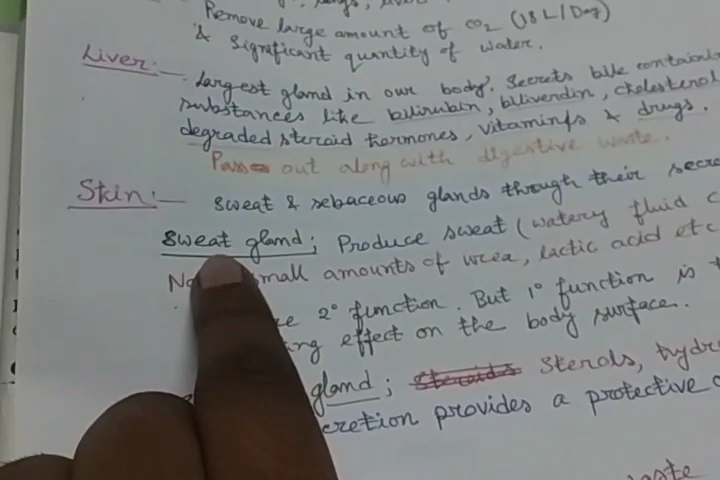 Remove large amount of CO2 (18 L/Day)
& significant quantity of water.
Liver:- Largest gland in our body. Secrets bile containin
substances like bilirubin, biliverdin, cholesterol
degraded steroid hormones, vitamins & drugs.
Pass out along with digestive waste.
Skin:- Sweat & sebaceous glands through their secre
Sweat gland; Produce sweat (watery fluid c
small amounts of urea, lactic acid etc
2° function. But 1° function is t
effect on the body surface.
gland; Sterols, hydro
cretion provides a protective